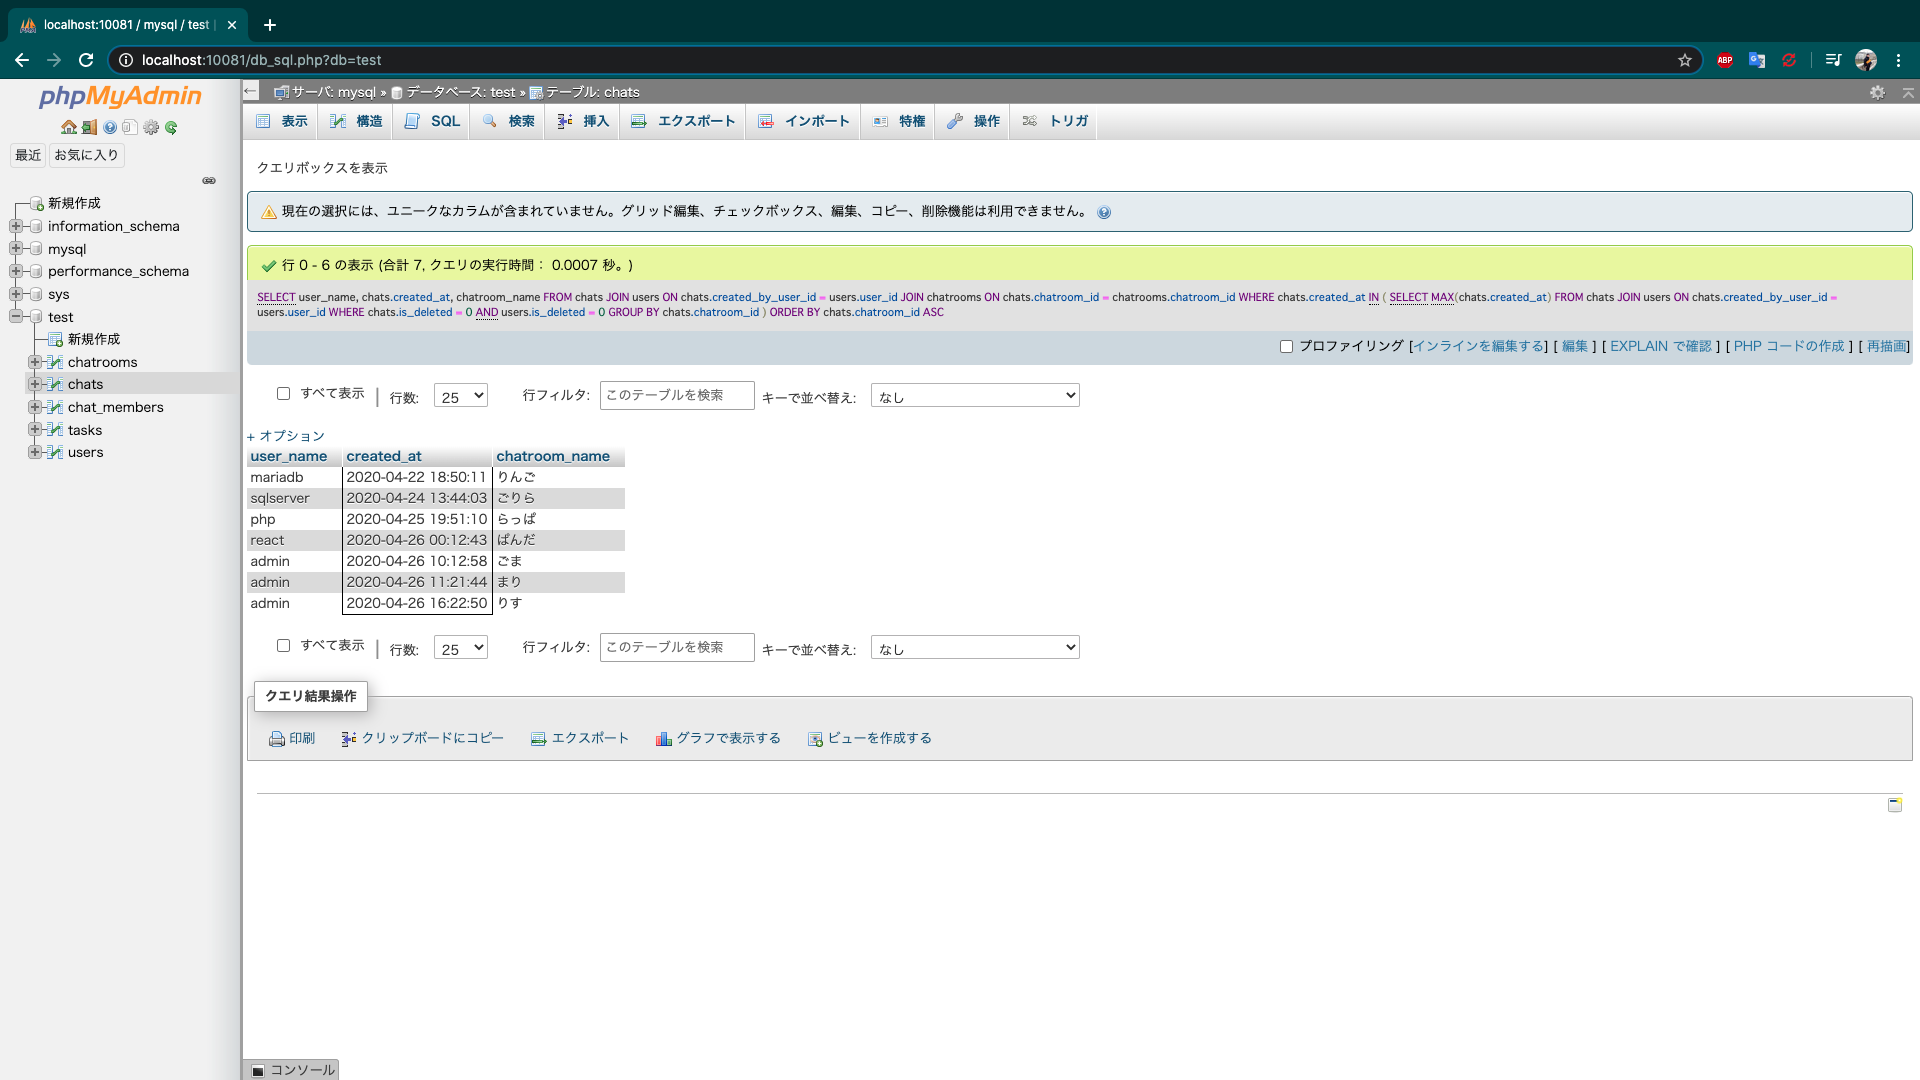 localhost:10081 / mysql / test |
localhost:10081/db_sql.php?db=test
ABP
phpMyAdmin
最近 お気に入り
新規作成
information_schema
mysql
performance_schema
sys
test
新規作成
chatrooms
chats
chat_members
tasks
users
サーバ: mysql » データベース: test » テーブル: chats
表示 構造 SQL 検索 挿入 エクスポート インポート 特権 操作 トリガ
クエリボックスを表示
現在の選択には、ユニークなカラムが含まれていません。グリッド編集、チェックボックス、編集、コピー、削除機能は利用できません。
行 0 - 6 の表示 (合計 7, クエリの実行時間： 0.0007 秒。)
SELECT user_name, chats.created_at, chatroom_name FROM chats JOIN users ON chats.created_by_user_id = users.user_id JOIN chatrooms ON chats.chatroom_id = chatrooms.chatroom_id WHERE chats.created_at IN ( SELECT MAX(chats.created_at) FROM chats JOIN users ON chats.created_by_user_id =
users.user_id WHERE chats.is_deleted = 0 AND users.is_deleted = 0 GROUP BY chats.chatroom_id ) ORDER BY chats.chatroom_id ASC
プロファイリング [インラインを編集する] [ 編集 ] [ EXPLAIN で確認 ] [ PHP コードの作成 ] [ 再描画]
すべて表示 | 行数: 25 行フィルタ: このテーブルを検索 キーで並べ替え: なし
+ オプション
user_name created_at chatroom_name
mariadb 2020-04-22 18:50:11 りんご
sqlserver 2020-04-24 13:44:03 ごりら
php 2020-04-25 19:51:10 らっぱ
react 2020-04-26 00:12:43 ぱんだ
admin 2020-04-26 10:12:58 ごま
admin 2020-04-26 11:21:44 まり
admin 2020-04-26 16:22:50 りす
すべて表示 | 行数: 25 行フィルタ: このテーブルを検索 キーで並べ替え: なし
クエリ結果操作
印刷 クリップボードにコピー エクスポート グラフで表示する ビューを作成する
コンソール